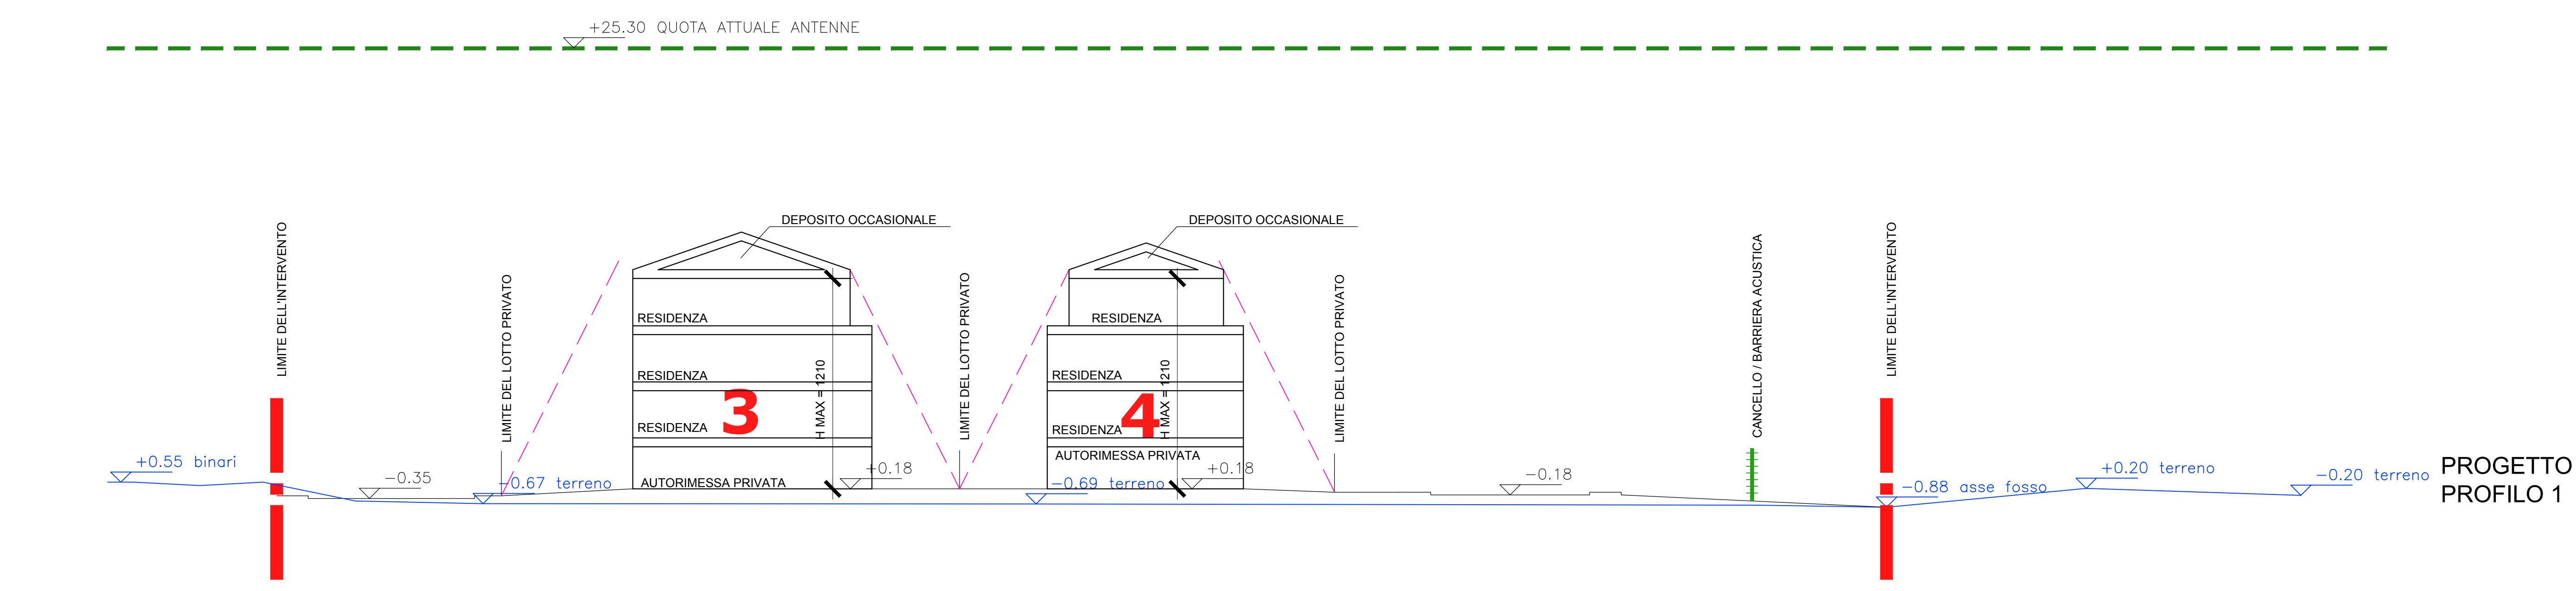 +25.30 QUOTA ATTUALE ANTENNE
DEPOSITO OCCASIONALE
DEPOSITO OCCASIONALE
LIMITE DELL'INTERVENTO
LIMITE DEL LOTTO PRIVATO
RESIDENZA
RESIDENZA
RESIDENZA
AUTORIMESSA PRIVATA
3
H MAX = 1210
LIMITE DEL LOTTO PRIVATO
RESIDENZA
RESIDENZA
RESIDENZA
AUTORIMESSA PRIVATA
4
H MAX = 1210
LIMITE DEL LOTTO PRIVATO
CANCELLO / BARRIERA ACUSTICA
LIMITE DELL'INTERVENTO
+0.55 binari
-0.35
-0.67 terreno
+0.18
-0.69 terreno
+0.18
-0.18
-0.88 asse fosso
+0.20 terreno
-0.20 terreno
PROGETTO
PROFILO 1